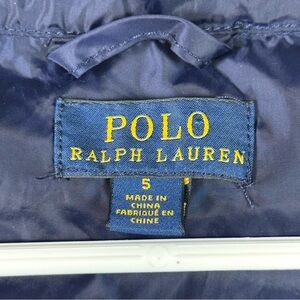 POLO
RALPH LAUREN
5
MADE IN
CHINA
FABRIQUÉ EN
CHINE